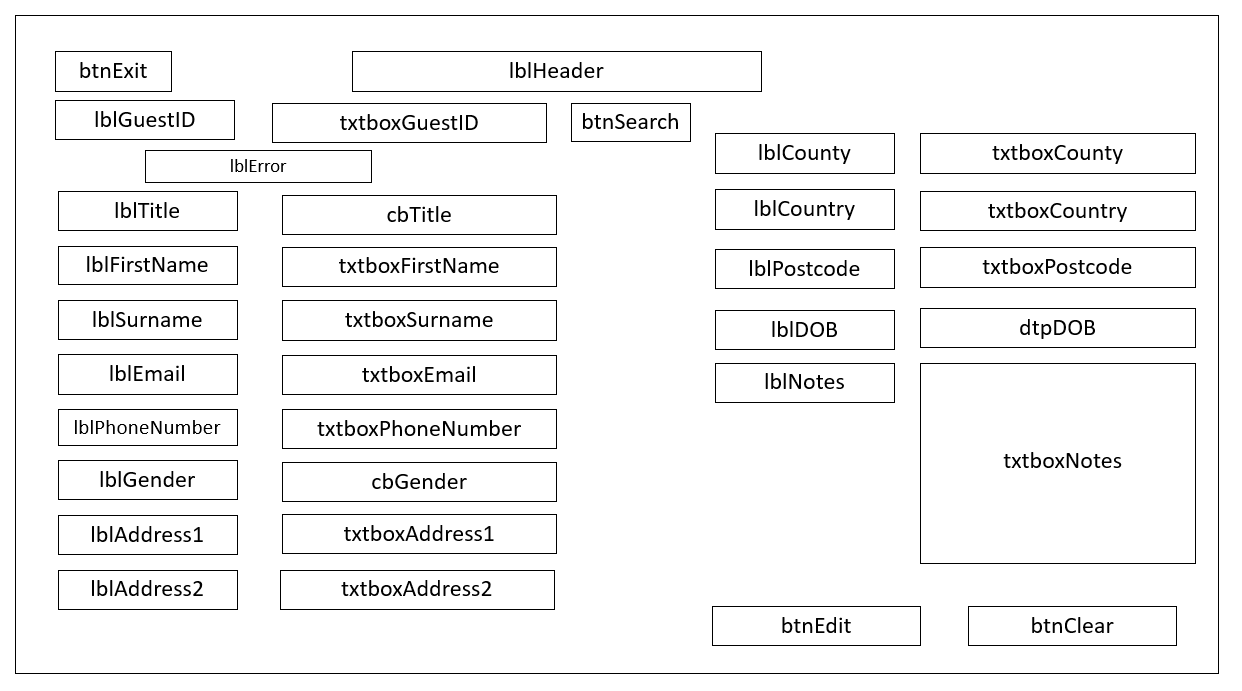 btnExit
lblHeader
lblGuestID
txtboxGuestID
btnSearch
lblError
lblTitle
cbTitle
lblFirstName
txtboxFirstName
lblSurname
txtboxSurname
lblEmail
txtboxEmail
lblPhoneNumber
txtboxPhoneNumber
lblGender
cbGender
lblAddress1
txtboxAddress1
lblAddress2
txtboxAddress2
lblCounty
txtboxCounty
lblCountry
txtboxCountry
lblPostcode
txtboxPostcode
lblDOB
dtpDOB
lblNotes
txtboxNotes
btnEdit
btnClear